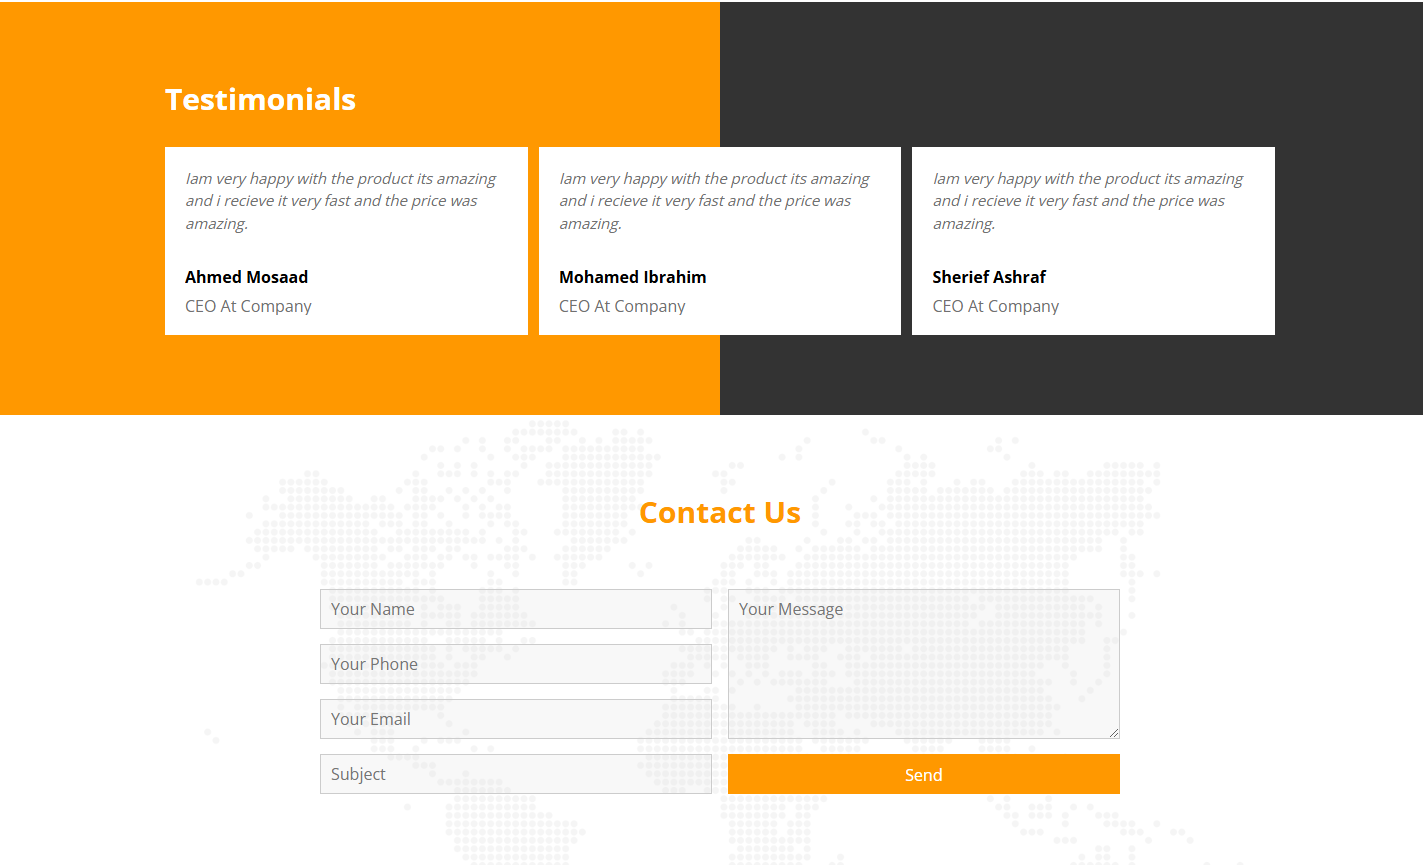 Testimonials
Iam very happy with the product its amazing
and i recieve it very fast and the price was
amazing.
Ahmed Mosaad
CEO At Company
Iam very happy with the product its amazing
and i recieve it very fast and the price was
amazing.
Mohamed Ibrahim
CEO At Company
Iam very happy with the product its amazing
and i recieve it very fast and the price was
amazing.
Sherief Ashraf
CEO At Company
Contact Us
Your Name
Your Phone
Your Email
Subject
Your Message
Send